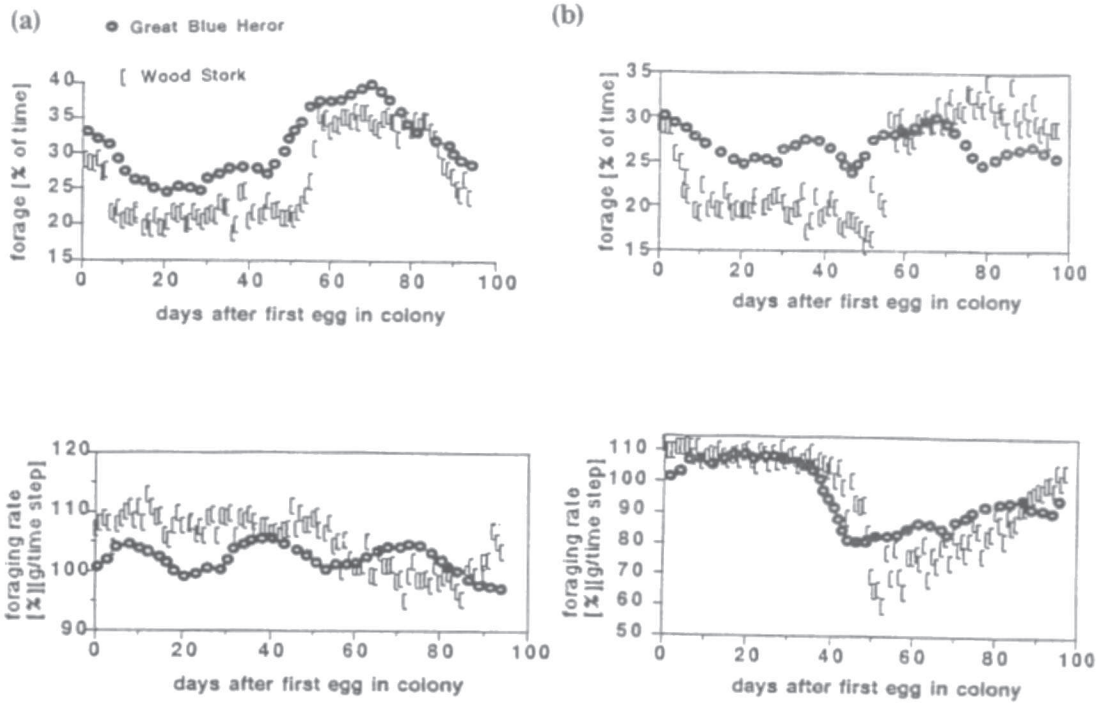 (a)
Great Blue Heror
[ Wood Stork
forage [% of time]
40
35
30
25
20
15
0 20 40 60 80 100
days after first egg in colony
(b)
forage [% of time]
35
30
25
20
15
0 20 40 60 80 100
days after first egg in colony
foraging rate
[%][g/time step]
120
110
100
90
0 20 40 60 80 100
days after first egg in colony
foraging rate
[%][g/time step]
110
100
90
80
70
60
50
0 20 40 60 80 100
days after first egg in colony